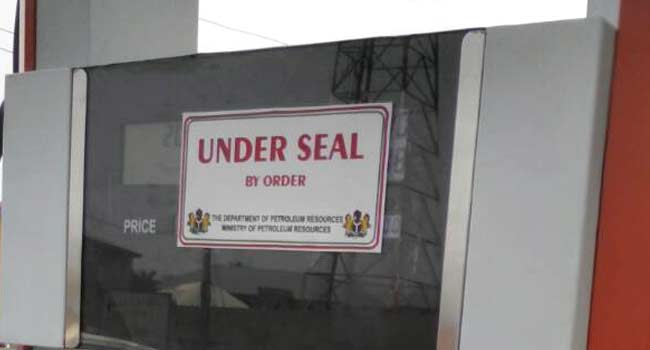 UNDER SEAL
BY ORDER
PRICE
THE DEPARTMENT OF PETROLEUM RESOURCES
MINISTRY OF PETROLEUM RESOURCES